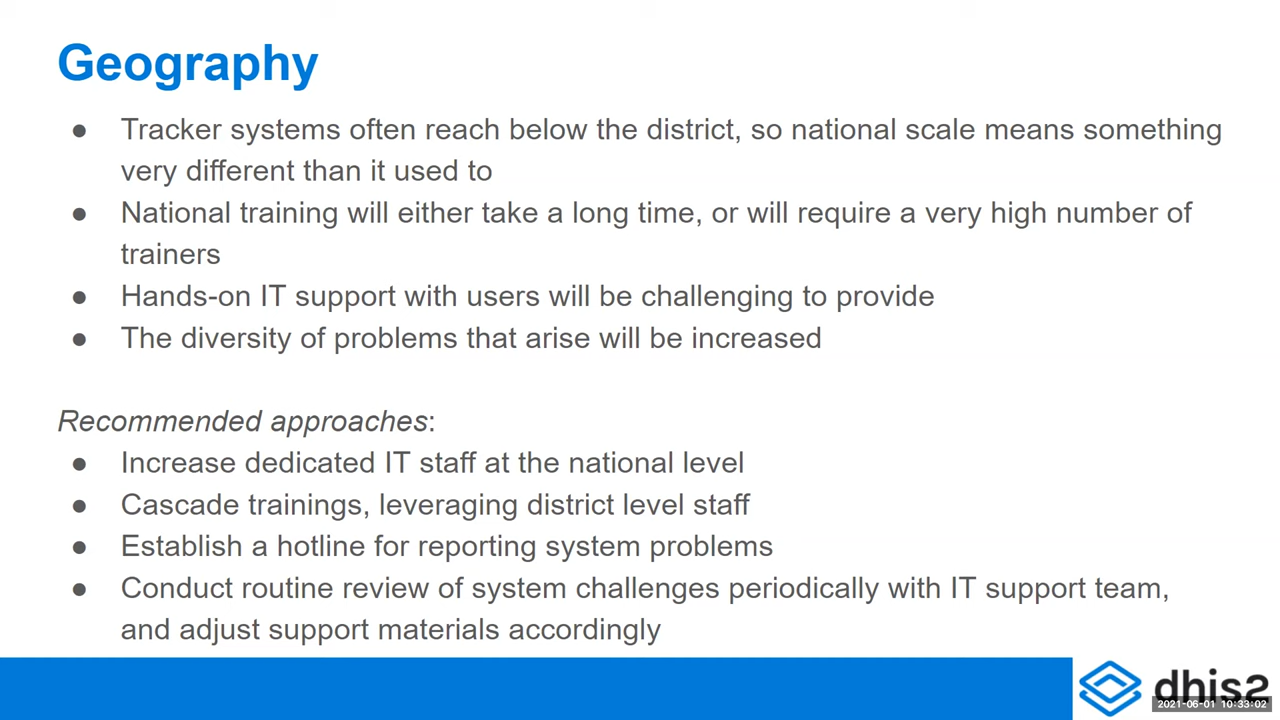 Geography
● Tracker systems often reach below the district, so national scale means something
very different than it used to
● National training will either take a long time, or will require a very high number of
trainers
● Hands-on IT support with users will be challenging to provide
● The diversity of problems that arise will be increased
Recommended approaches:
● Increase dedicated IT staff at the national level
● Cascade trainings, leveraging district level staff
● Establish a hotline for reporting system problems
● Conduct routine review of system challenges periodically with IT support team,
and adjust support materials accordingly
dhis2
2021-06-01 10:33:02